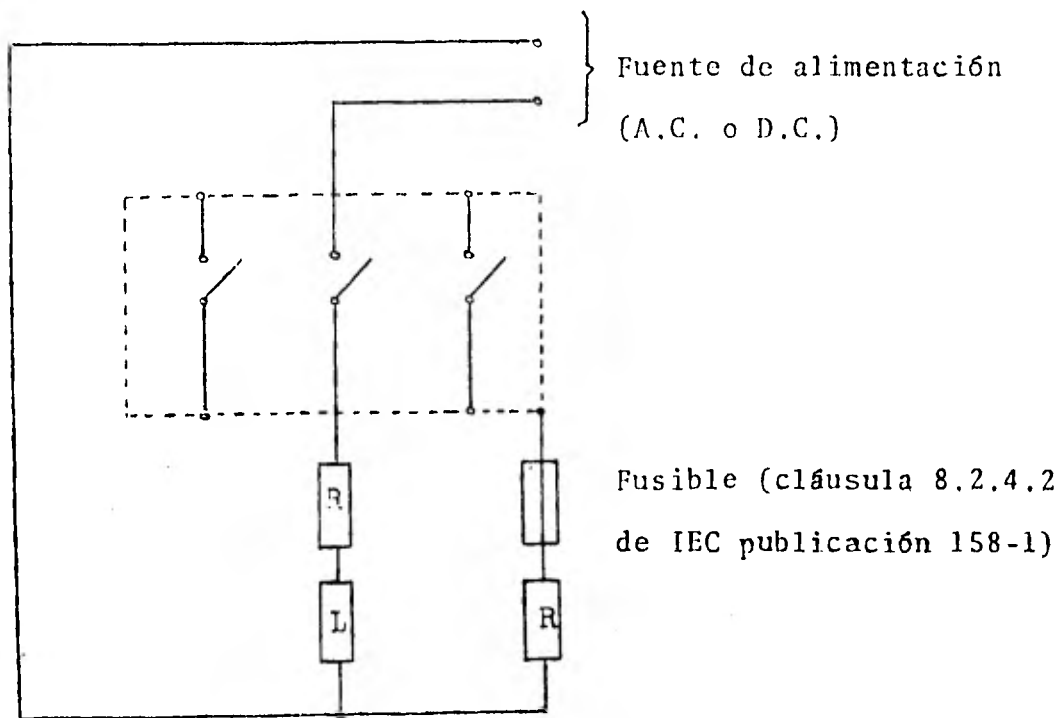 Fuente de alimentación
(A.C. o D.C.)
R
Fusible (cláusula 8.2.4.2
de IEC publicación 158-1)
L
R